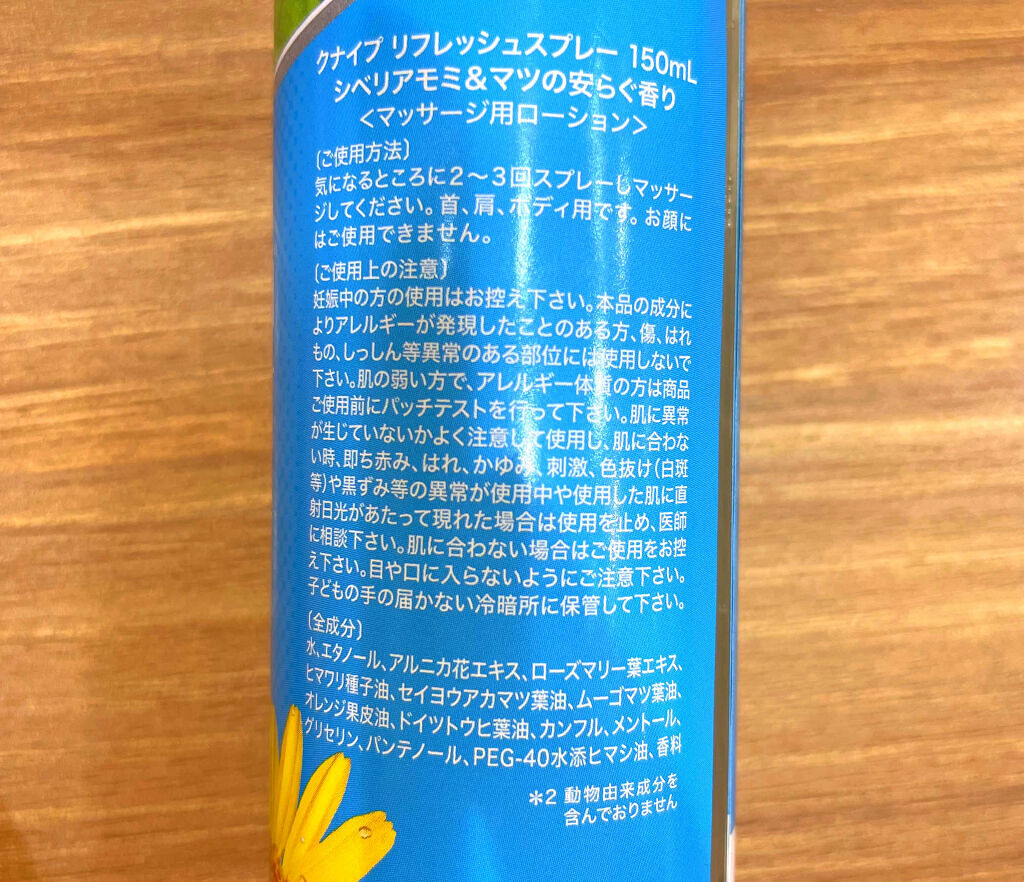 クナイプ リフレッシュスプレー 150mL
シベリアモミ&マツの安らぐ香り
<マッサージ用ローション>
〔ご使用方法〕
気になるところに2〜3回スプレーしマッサー
ジしてください。首、肩、ボディ用です。お顔に
はご使用できません。
〔ご使用上の注意〕
妊娠中の方の使用はお控え下さい。本品の成分に
よりアレルギーが発現したことのある方、傷、はれ
もの、しっしん等異常のある部位には使用しないで
下さい。肌の弱い方で、アレルギー体質の方は商品
ご使用前にパッチテストを行って下さい。肌に異常
が生じていないかよく注意して使用し、肌に合わな
い時、即ち赤み、はれ、かゆみ、刺激、色抜け(白斑
等)や黒ずみ等の異常が使用中や使用した肌に直
射日光があたって現れた場合は使用を止め、医師
に相談下さい。肌に合わない場合はご使用をお控
え下さい。目や口に入らないようにご注意下さい。
子どもの手の届かない冷暗所に保管して下さい。
〔全成分〕
水、エタノール、アルニカ花エキス、ローズマリー葉エキス、
ヒマワリ種子油、セイヨウアカマツ葉油、ムーゴマツ葉油、
オレンジ果皮油、ドイツトウヒ葉油、カンフル、メントール、
グリセリン、パンテノール、PEG-40水添ヒマシ油、香料
*2 動物由来成分を
含んでおりません